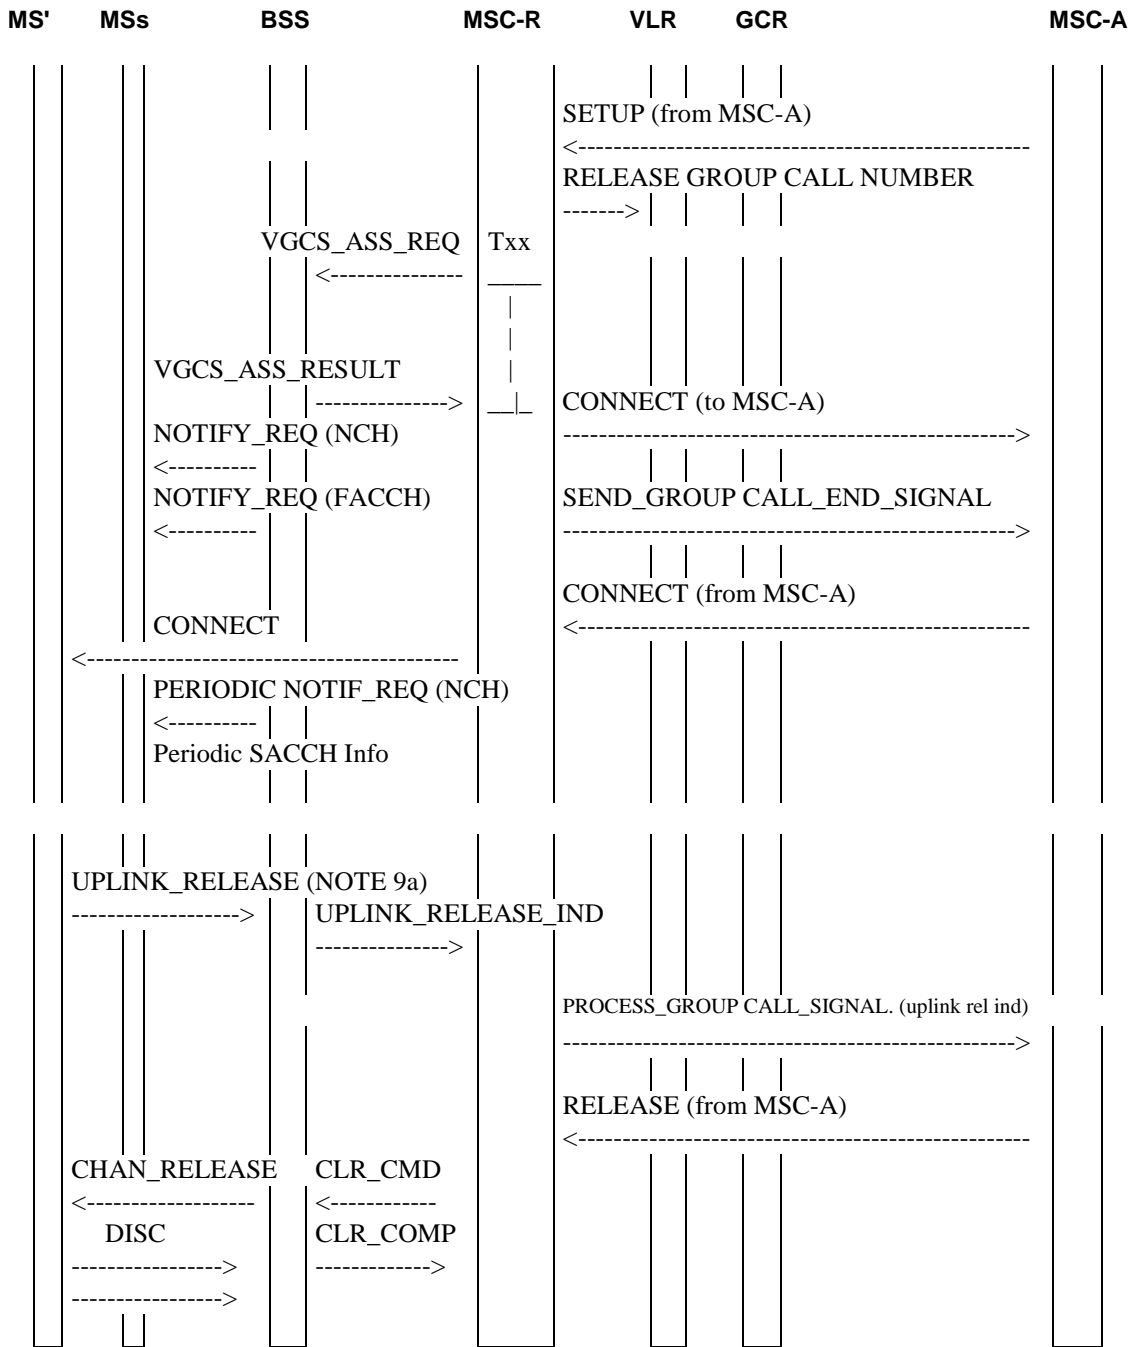 MS' MSs BSS MSC-R VLR GCR MSC-A
SETUP (from MSC-A)
<---------------------------------------------------
RELEASE GROUP CALL NUMBER
------->
VGCS_ASS_REQ Txx
<--------------- ____
|
|
VGCS_ASS_RESULT |
---------------> __|_ CONNECT (to MSC-A)
NOTIFY_REQ (NCH) --------------------------------------------------->
<----------
NOTIFY_REQ (FACCH) SEND_GROUP CALL_END_SIGNAL
<---------- --------------------------------------------------->
CONNECT (from MSC-A)
CONNECT <---------------------------------------------------
<------------------------------------------
PERIODIC NOTIF_REQ (NCH)
<----------
Periodic SACCH Info
UPLINK_RELEASE (NOTE 9a)
-------------------> UPLINK_RELEASE_IND
--------------->
PROCESS_GROUP CALL_SIGNAL. (uplink rel ind)
--------------------------------------------------->
RELEASE (from MSC-A)
<---------------------------------------------------
CHAN_RELEASE CLR_CMD
<------------------- <------------
DISC CLR_COMP
-----------------> ------------->
----------------->